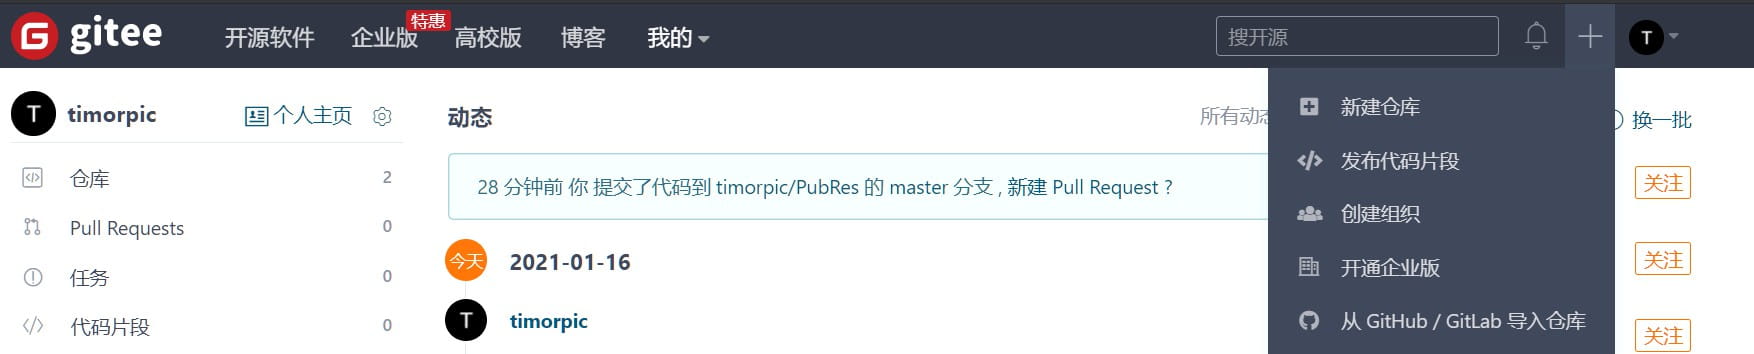 gitee 开源软件 企业版 特惠 高校版 博客 我的 搜开源 T
T timorpic 个人主页
仓库 2
Pull Requests 0
任务 0
代码片段 0
动态 所有动态
28 分钟前 你 提交了代码到 timorpic/PubRes 的 master 分支 , 新建 Pull Request ?
今天 2021-01-16
T timorpic
新建仓库
发布代码片段
创建组织
开通企业版
从 GitHub / GitLab 导入仓库
换一批
关注
关注
关注